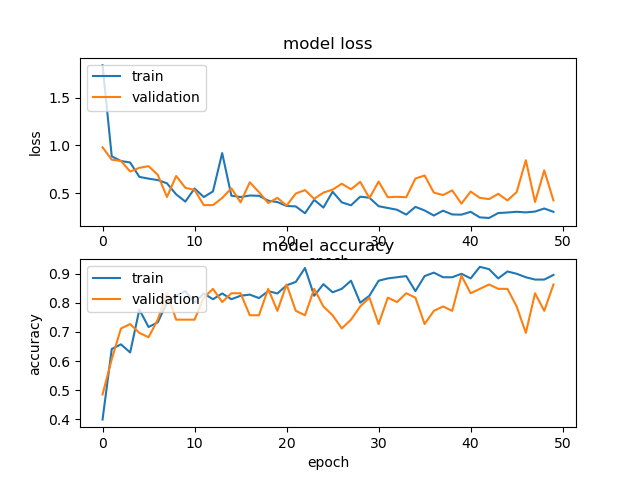 model loss
train
validation
1.5
1.0
0.5
loss
0 10 20 30 40 50
epoch
model accuracy
train
validation
0.9
0.8
0.7
0.6
0.5
0.4
accuracy
0 10 20 30 40 50
epoch